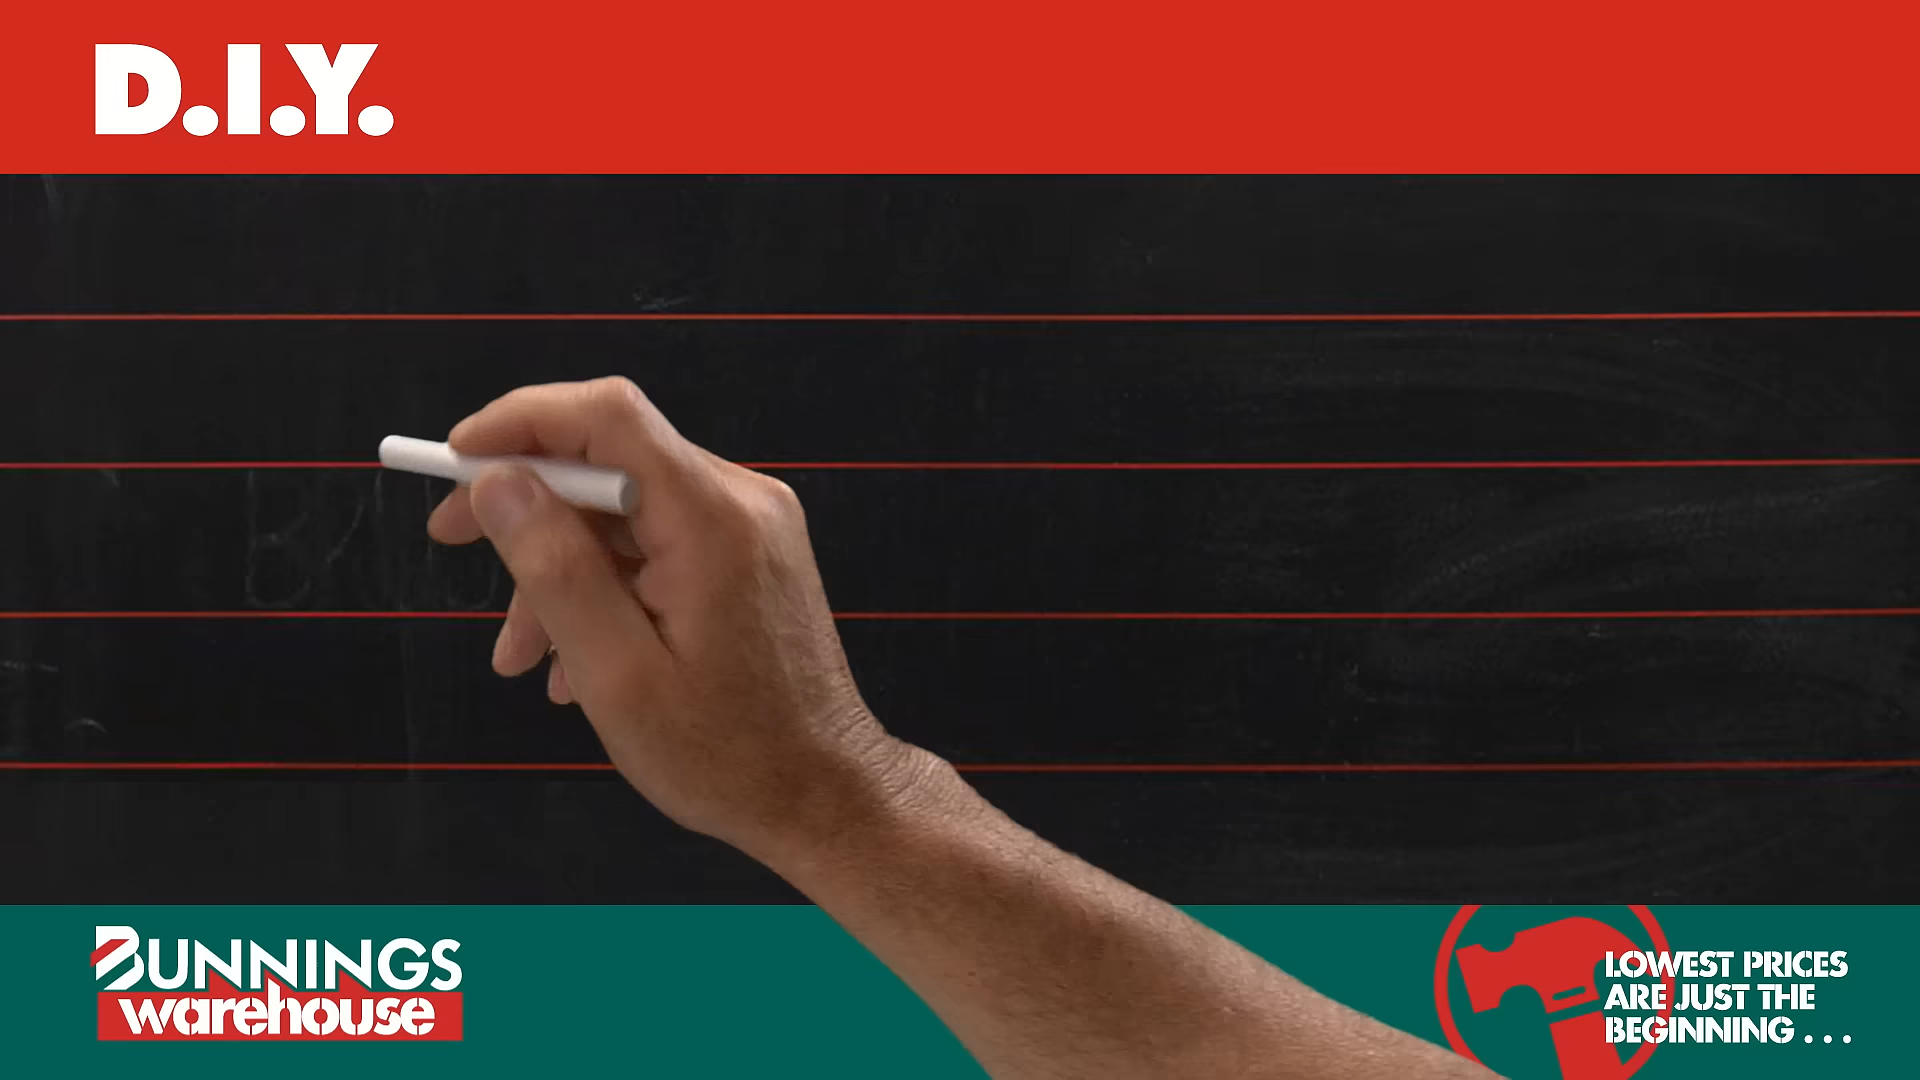 D.I.Y.
BUNNINGS
warehouse
LOWEST PRICES
ARE JUST THE
BEGINNING . . .